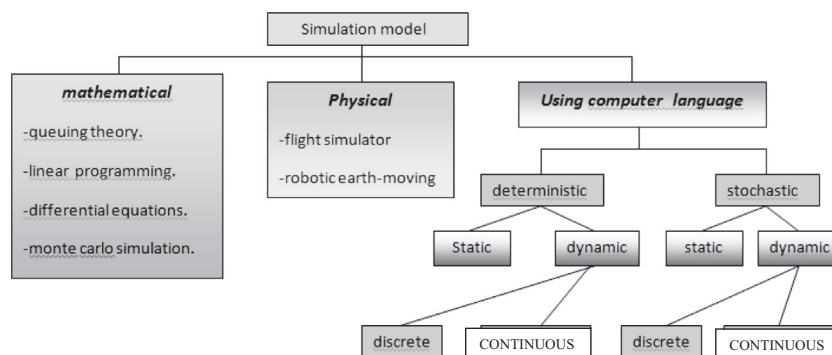 Simulation model
mathematical
-queuing theory.
-linear programming.
-differential equations.
-monte carlo simulation.
Physical
-flight simulator
-robotic earth-moving
Using computer language
deterministic
stochastic
Static
dynamic
static
dynamic
discrete
CONTINUOUS
discrete
CONTINUOUS